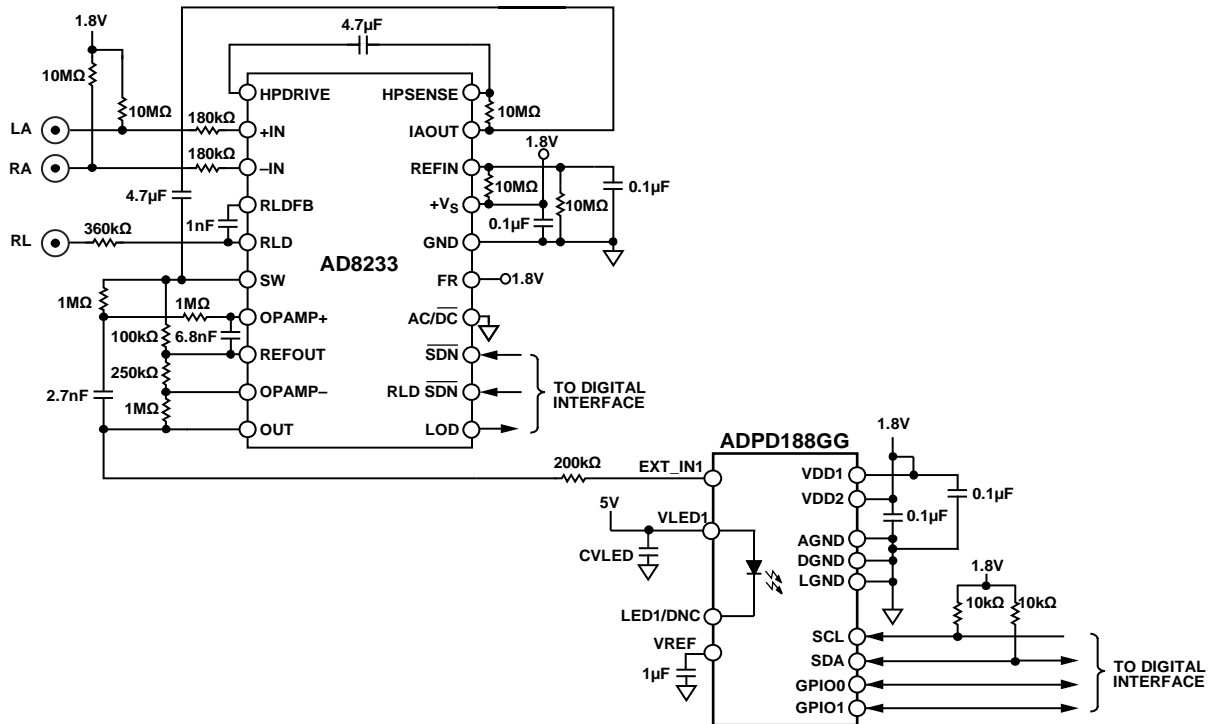 4.7µF
1.8V
10MΩ
10MΩ
HPDRIVE
HPSENSE
10MΩ
LA
180kΩ
+IN
IAOUT
1.8V
RA
180kΩ
–IN
REFIN
10MΩ
10MΩ
0.1µF
4.7µF
RLDFB
1nF
+VS
0.1µF
RL
360kΩ
RLD
GND
AD8233
SW
FR
1.8V
1MΩ
1MΩ
OPAMP+
AC/DC
100kΩ
6.8nF
REFOUT
SDN
250kΩ
2.7nF
OPAMP–
RLD SDN
TO DIGITAL
INTERFACE
1MΩ
OUT
LOD
ADPD188GG
1.8V
200kΩ
EXT_IN1
VDD1
0.1µF
VDD2
0.1µF
5V
VLED1
CVLED
AGND
DGND
LGND
1.8V
10kΩ
10kΩ
LED1/DNC
SCL
VREF
SDA
1µF
GPIO0
GPIO1
TO DIGITAL
INTERFACE